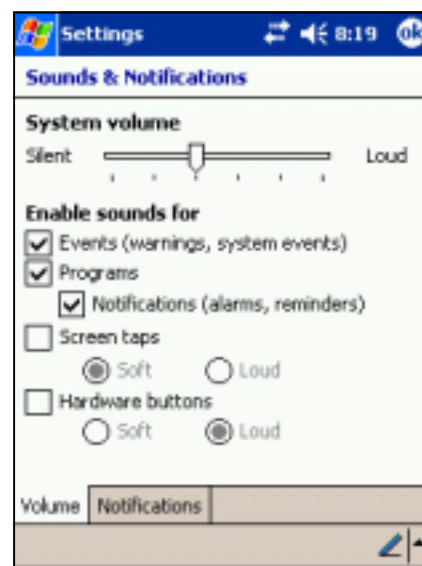 Settings 8:19 ok
Sounds & Notifications
System volume
Silent Loud
Enable sounds for
Events (warnings, system events)
Programs
Notifications (alarms, reminders)
Screen taps
Soft Loud
Hardware buttons
Soft Loud
Volume Notifications